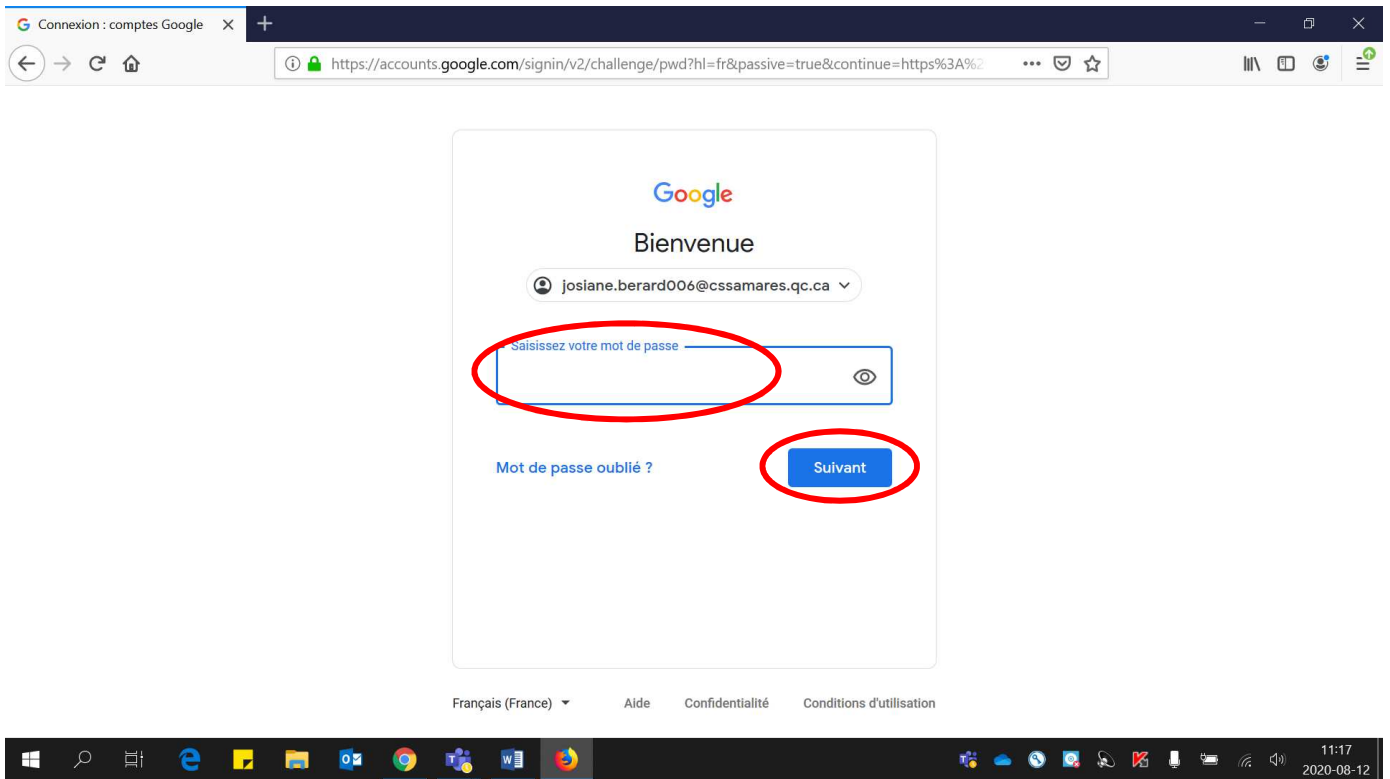 Connexion : comptes Google
https://accounts.google.com/signin/v2/challenge/pwd?hl=fr&passive=true&continue=https%3A%2
Google
Bienvenue
josiane.berard006@cssamares.qc.ca
Saisissez votre mot de passe
Mot de passe oublié ?
Suivant
Français (France)
Aide
Confidentialité
Conditions d'utilisation
11:17
2020-08-12